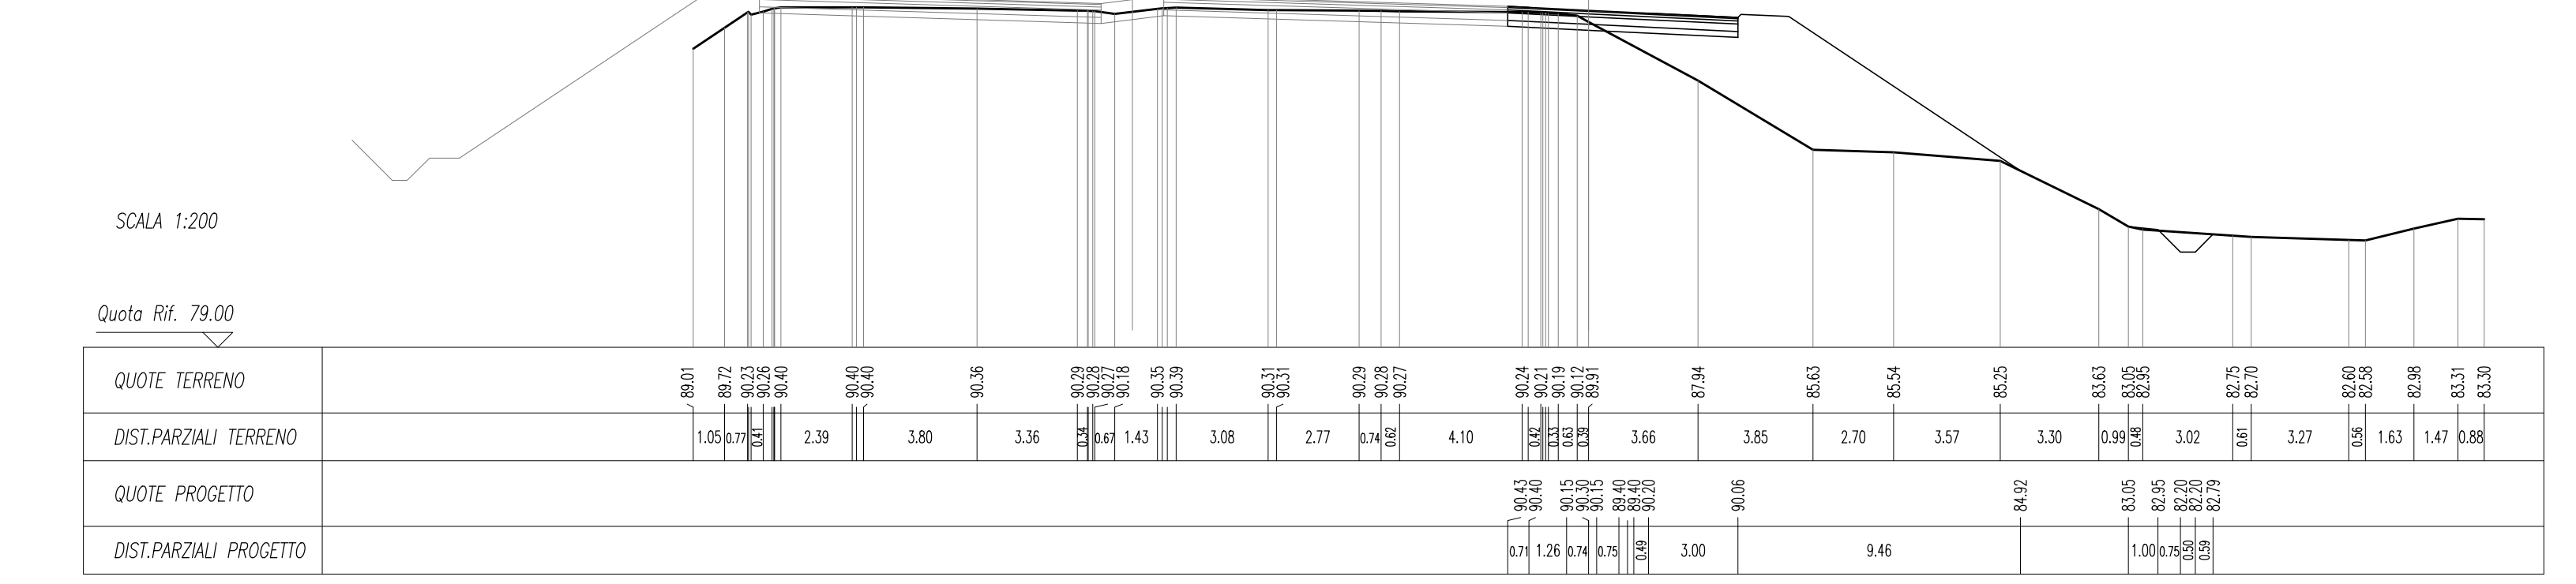 SCALA 1:200
Quota Rif. 79.00
QUOTE TERRENO 89.01 89.72 90.23 90.26 90.40 90.40 90.40 90.36 90.29 90.28 90.27 90.18 90.35 90.39 90.31 90.31 90.29 90.28 90.27 90.24 90.21 90.19 90.12 89.91 87.94 85.63 85.54 85.25 83.63 83.05 82.95 82.75 82.70 82.60 82.58 82.98 83.31 83.30
DIST.PARZIALI TERRENO 1.05 0.77 0.41 2.39 3.80 3.36 0.34 0.67 1.43 3.08 2.77 0.74 0.62 4.10 0.42 0.33 0.63 0.39 3.66 3.85 2.70 3.57 3.30 0.99 0.48 3.02 0.61 3.27 0.56 1.63 1.47 0.88
QUOTE PROGETTO 90.43 90.40 90.15 90.30 90.15 89.40 89.40 90.20 90.06 84.92 83.05 82.95 82.20 82.20 82.79
DIST.PARZIALI PROGETTO 0.71 1.26 0.74 0.75 0.49 3.00 9.46 1.00 0.75 0.50 0.59